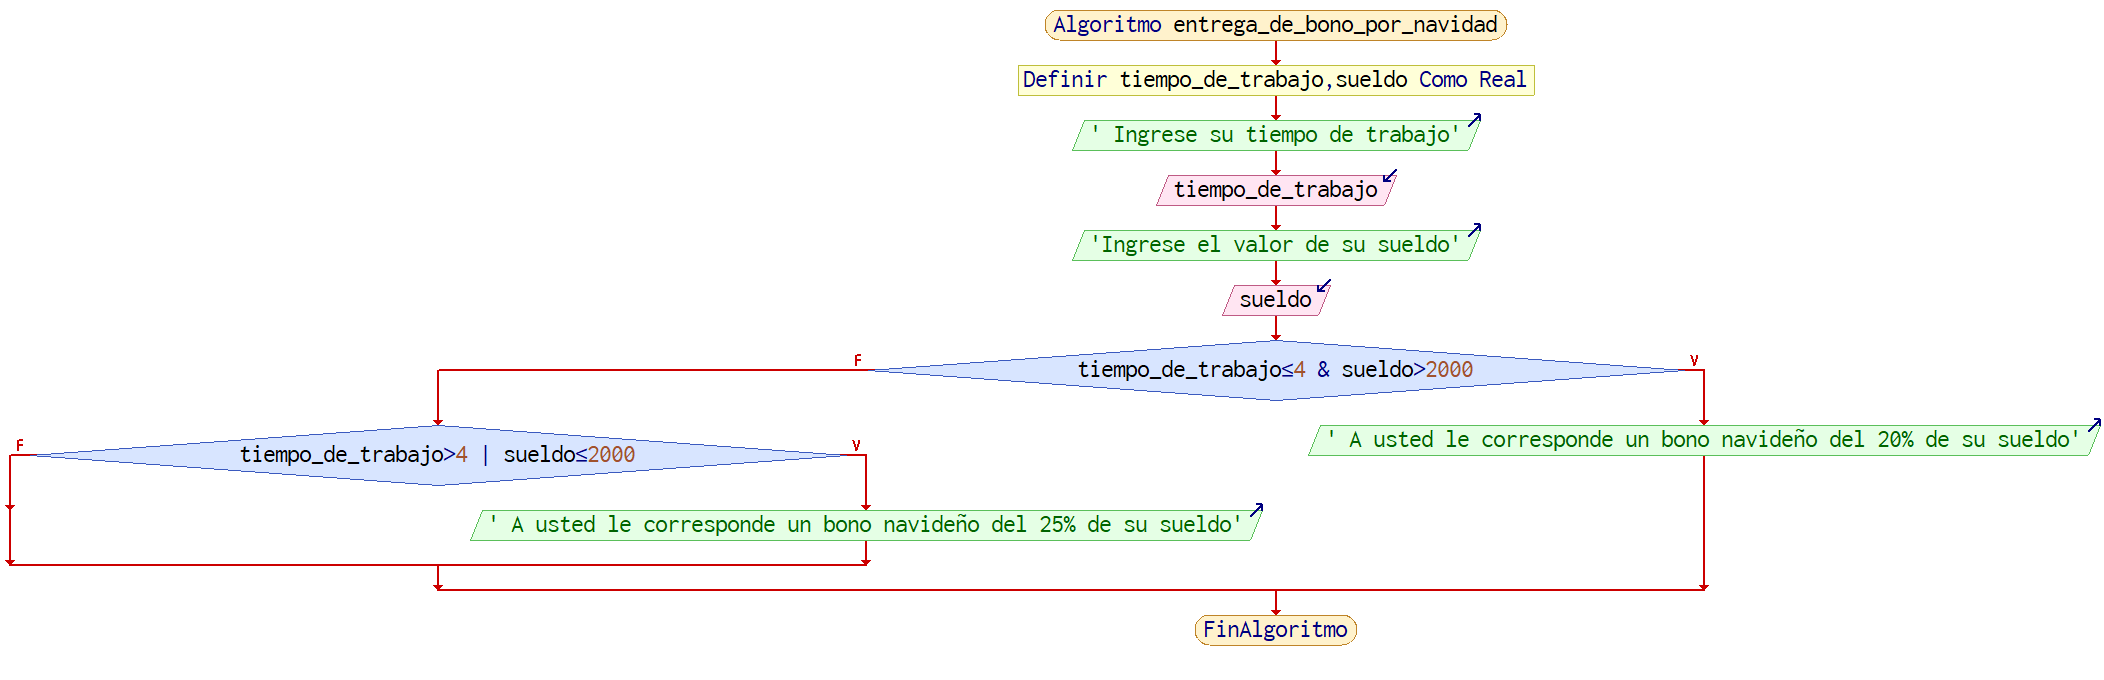 Algoritmo entrega_de_bono_por_navidad
Definir tiempo_de_trabajo,sueldo Como Real
' Ingrese su tiempo de trabajo'
tiempo_de_trabajo
'Ingrese el valor de su sueldo'
sueldo
F
V
tiempo_de_trabajo≤4 & sueldo>2000
F
V
tiempo_de_trabajo>4 | sueldo≤2000
' A usted le corresponde un bono navideño del 20% de su sueldo'
' A usted le corresponde un bono navideño del 25% de su sueldo'
FinAlgoritmo